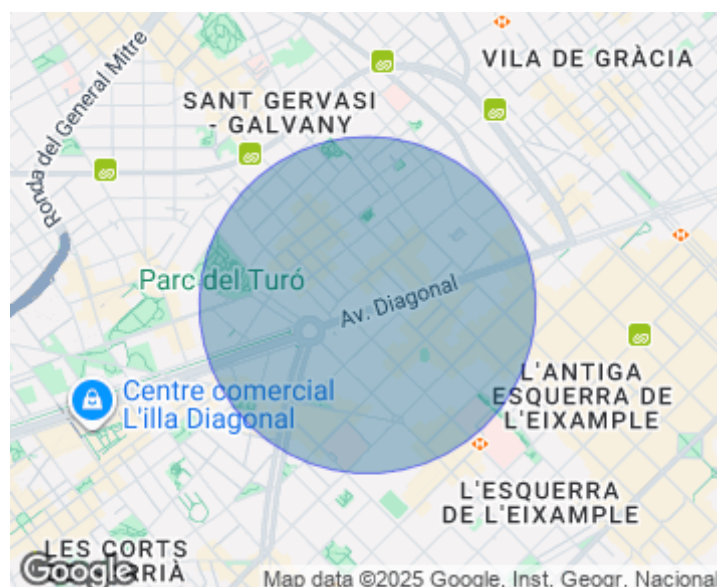 Ronda del General Mitre
VILA DE GRÀCIA
SANT GERVASI
- GALVANY
Parc del Turó
Av. Diagonal
Centre comercial
L'illa Diagonal
L'ANTIGA
ESQUERRA DE
L'EIXAMPLE
L'ESQUERRA
DE L'EIXAMPLE
LES CORTS
Google
Map data ©2025 Google, Inst. Geogr. Nacional